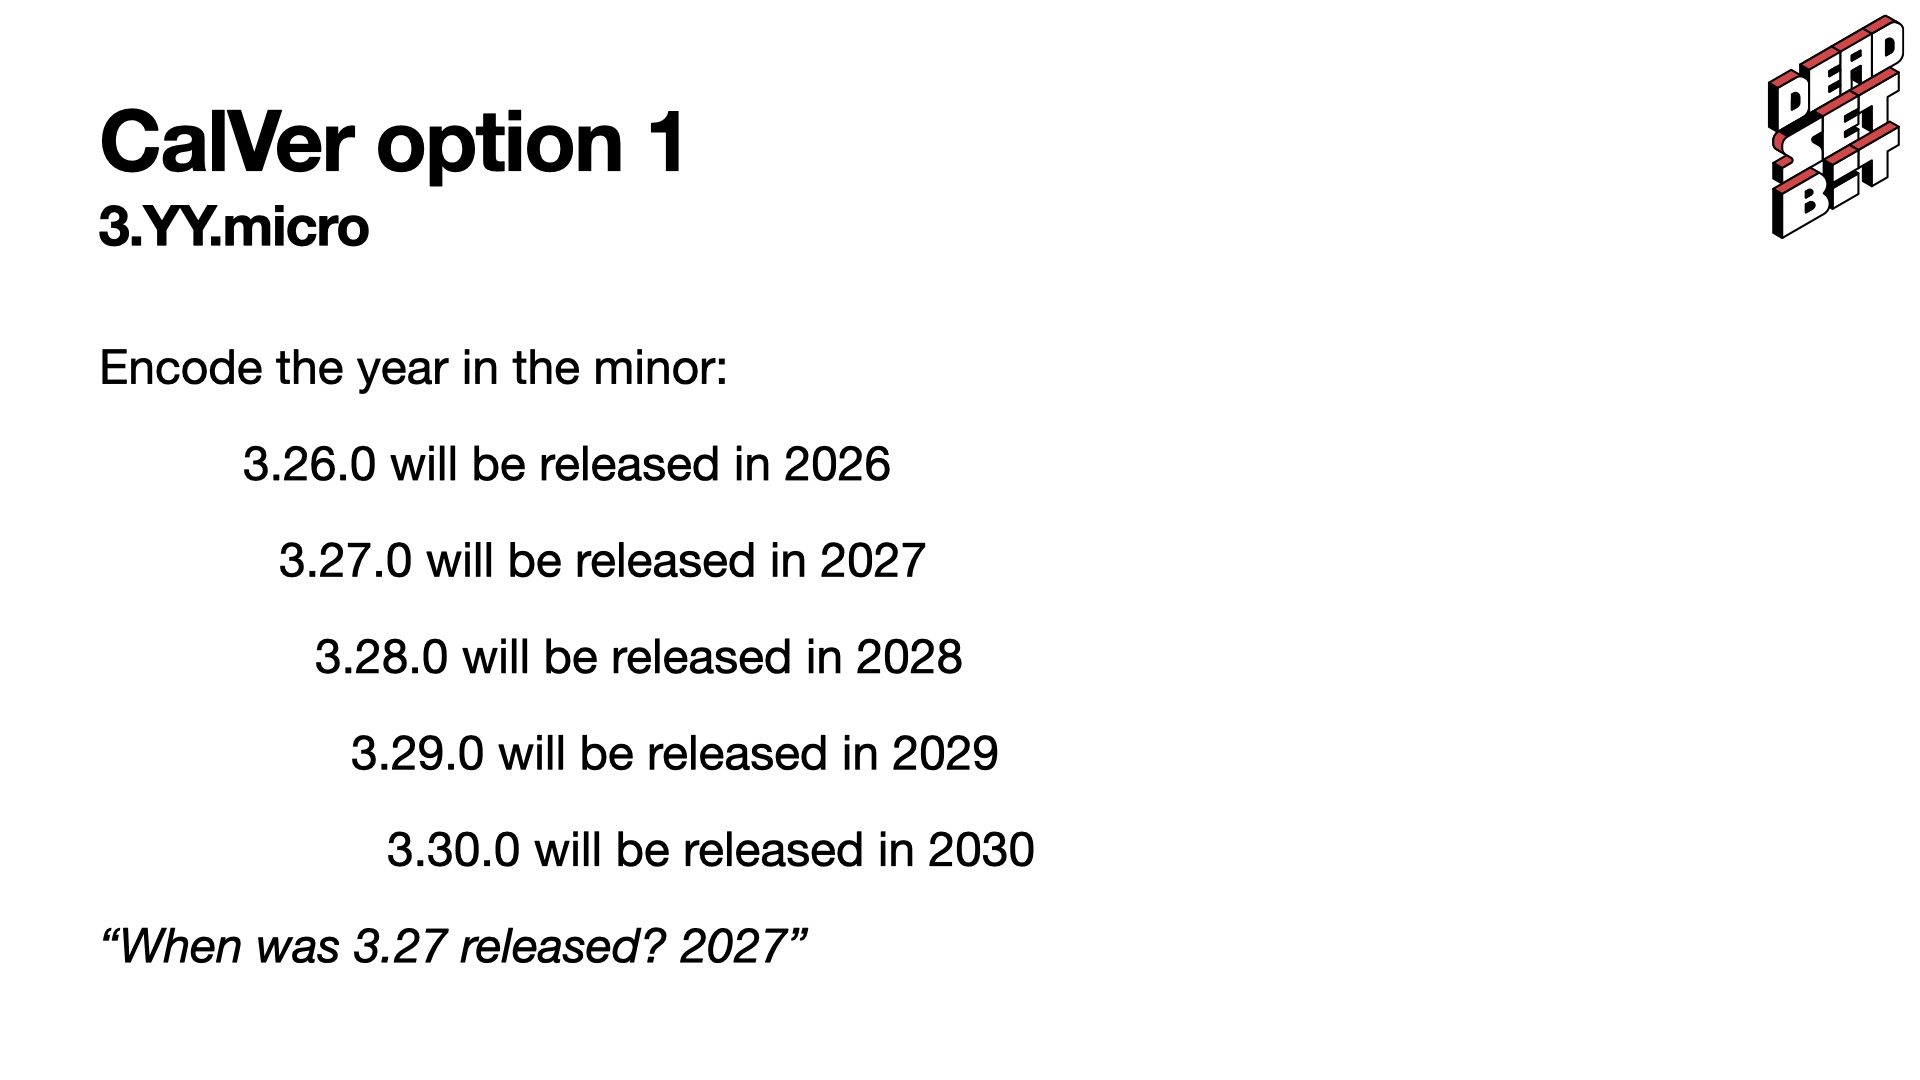 DEAD
SET
BIT
CalVer option 1
3.YY.micro
Encode the year in the minor:
3.26.0 will be released in 2026
3.27.0 will be released in 2027
3.28.0 will be released in 2028
3.29.0 will be released in 2029
3.30.0 will be released in 2030
“When was 3.27 released? 2027”